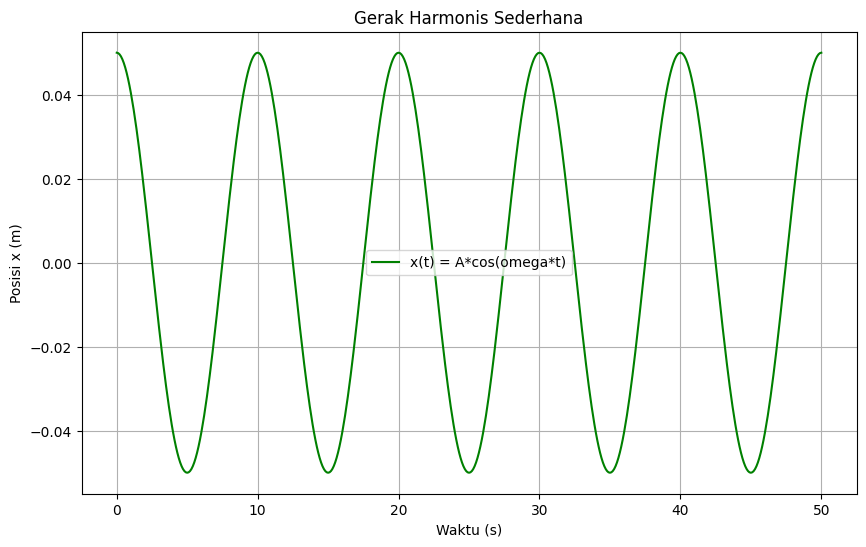 Gerak Harmonis Sederhana
Posisi x (m)
0.04
0.02
0.00
−0.02
−0.04
x(t) = A*cos(omega*t)
0 10 20 30 40 50
Waktu (s)